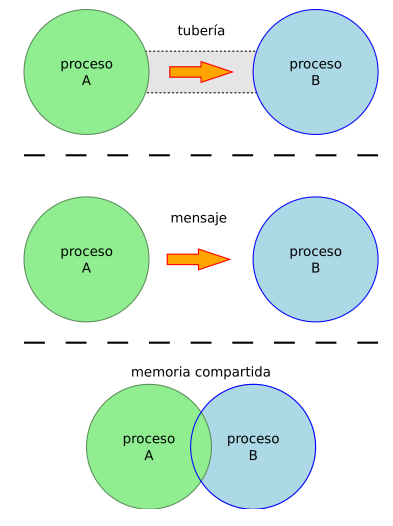 tubería
proceso
A
proceso
B
mensaje
proceso
A
proceso
B
memoria compartida
proceso
A
proceso
B